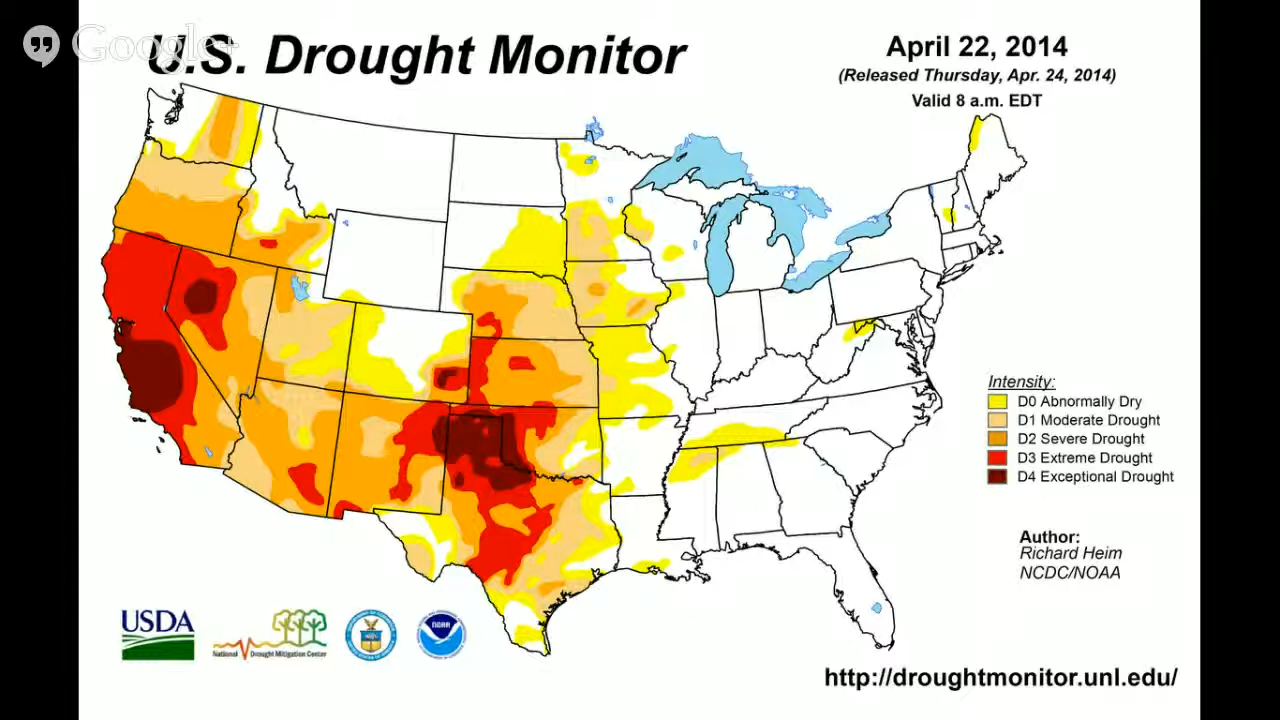 Google+
U.S. Drought Monitor
April 22, 2014
(Released Thursday, Apr. 24, 2014)
Valid 8 a.m. EDT
Intensity:
D0 Abnormally Dry
D1 Moderate Drought
D2 Severe Drought
D3 Extreme Drought
D4 Exceptional Drought
Author:
Richard Heim
NCDC/NOAA
USDA
National Drought Mitigation Center
NOAA
http://droughtmonitor.unl.edu/